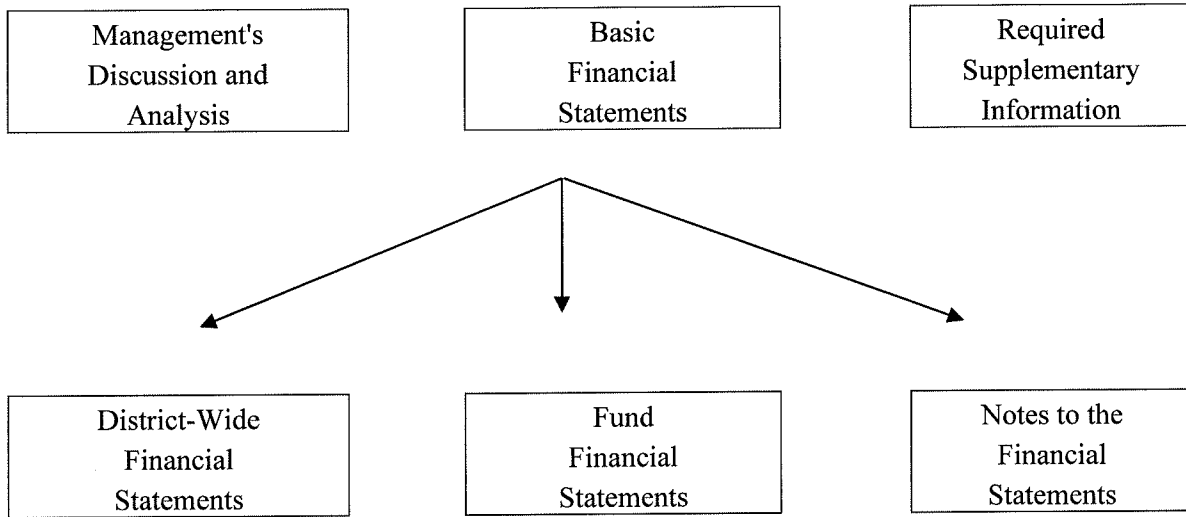 Management's
Discussion and
Analysis
Basic
Financial
Statements
Required
Supplementary
Information
District-Wide
Financial
Statements
Fund
Financial
Statements
Notes to the
Financial
Statements